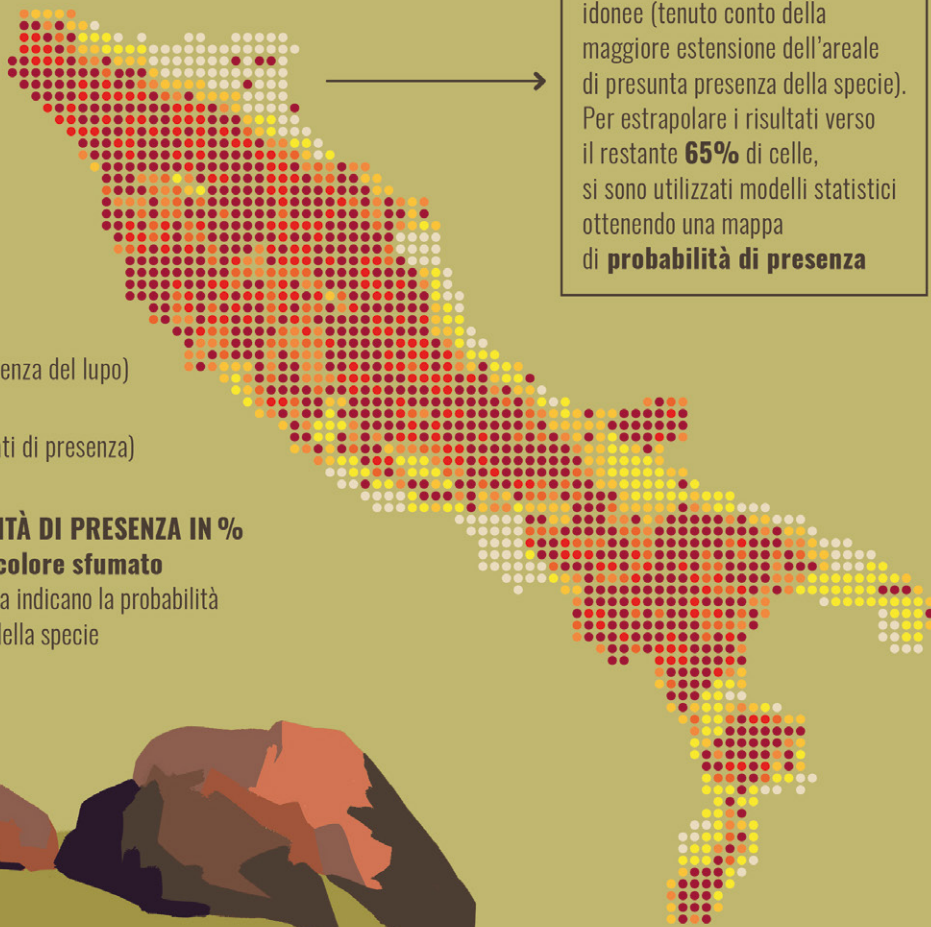 idonee (tenuto conto della
maggiore estensione dell'areale
di presunta presenza della specie).
Per estrapolare i risultati verso
il restante 65% di celle,
si sono utilizzati modelli statistici
ottenendo una mappa
di probabilità di presenza
enza del lupo)
ti di presenza)
ITÀ DI PRESENZA IN %
colore sfumato
a indicano la probabilità
della specie